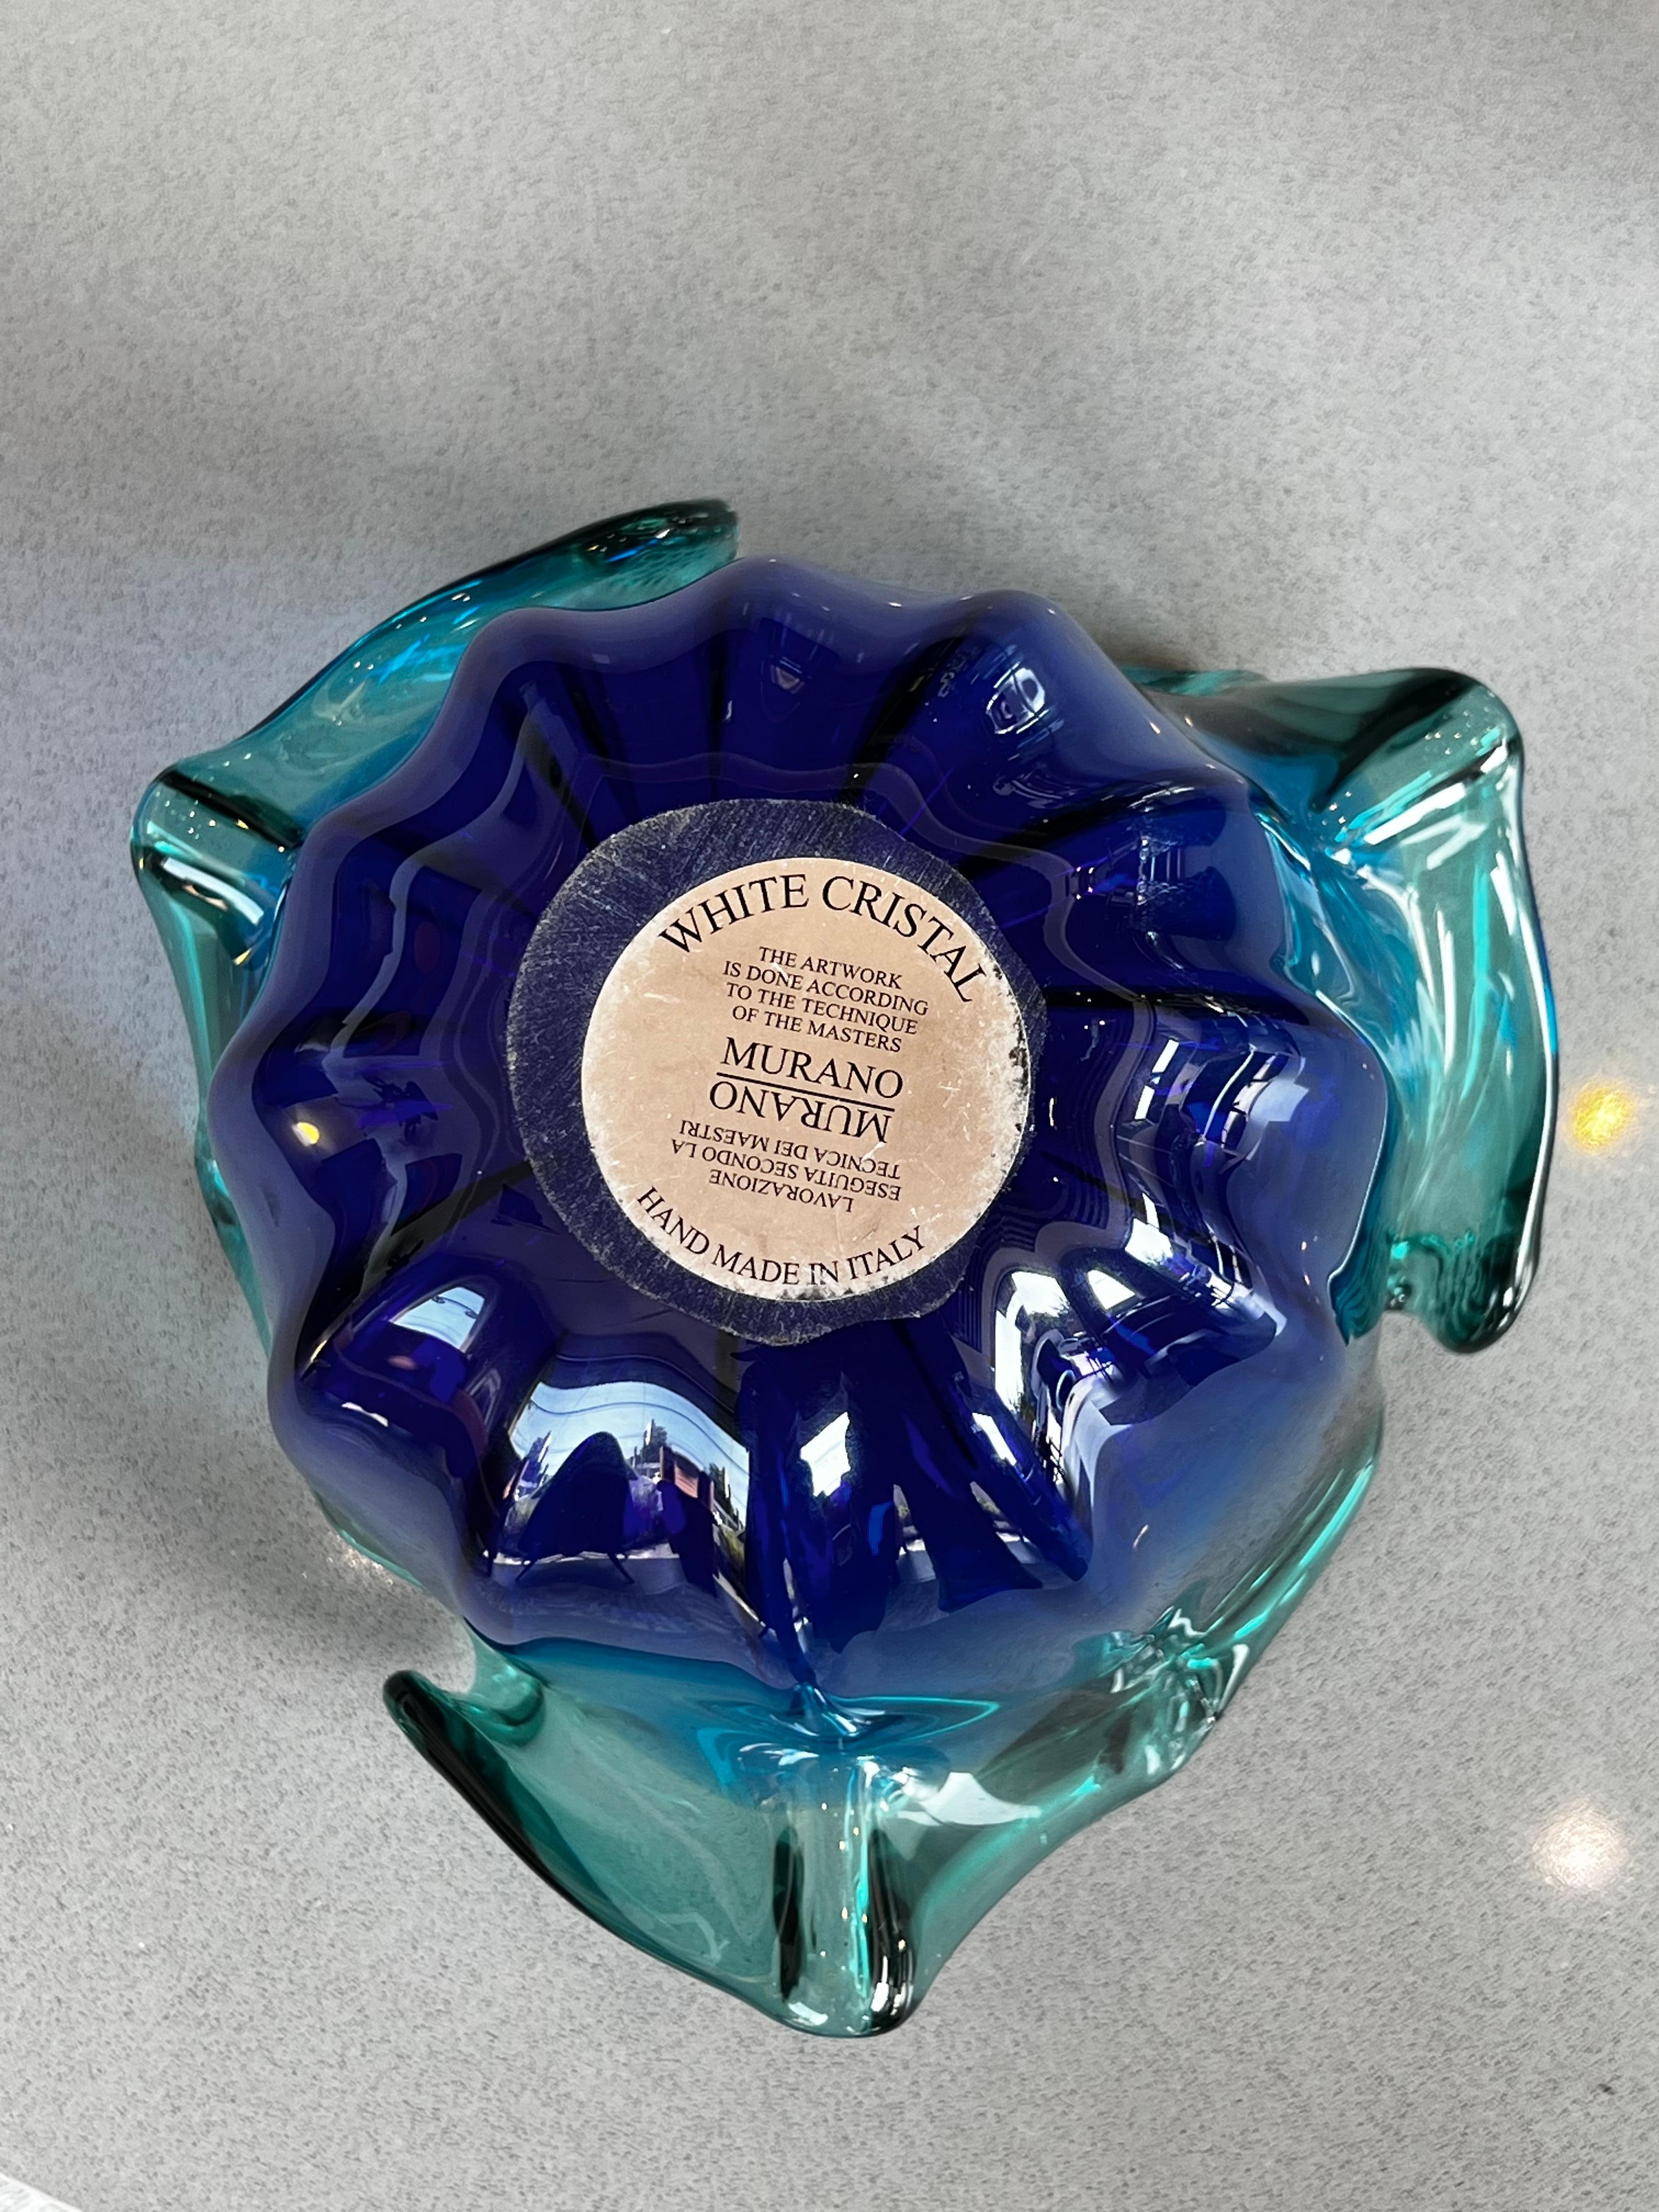 WHITE CRISTAL
THE ARTWORK
IS DONE ACCORDING
TO THE TECHNIQUE
OF THE MASTERS
MURANO
MURANO
LAVORAZIONE
ESEGUITA SECONDO LA
TECNICA DEI MAESTRI
HAND MADE IN ITALY